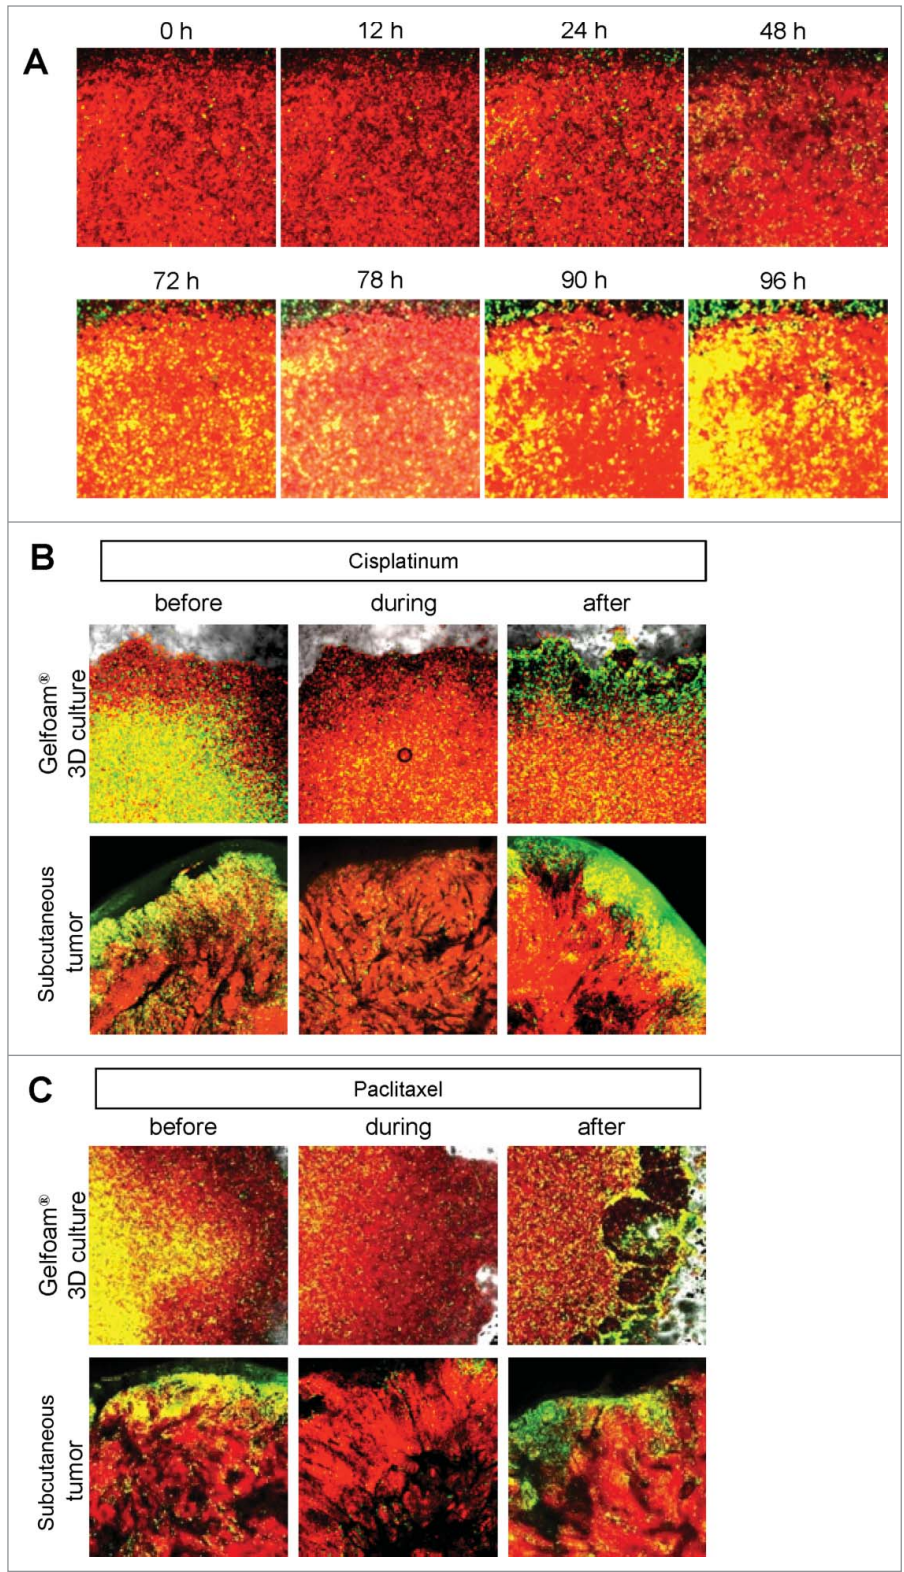 A
0 h 12 h 24 h 48 h
72 h 78 h 90 h 96 h
B
Cisplatinum
before during after
Gelfoam®
3D culture
Subcutaneous
tumor
C
Paclitaxel
before during after
Gelfoam®
3D culture
Subcutaneous
tumor